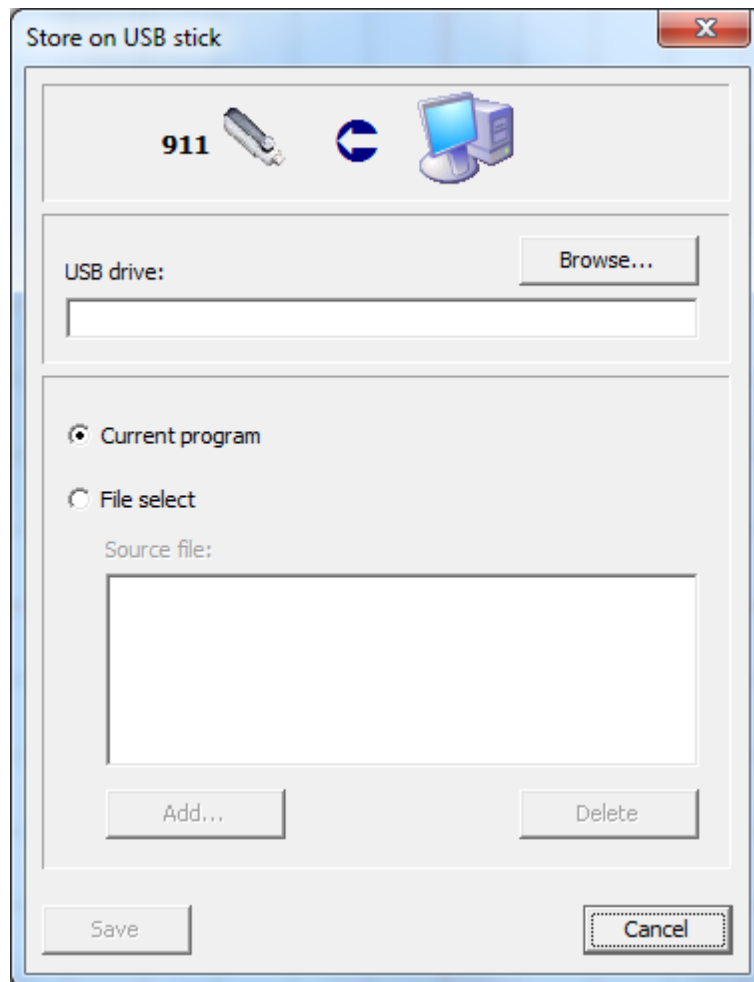 Store on USB stick
911
Browse...
USB drive:
Current program
File select
Source file:
Add...
Delete
Save
Cancel